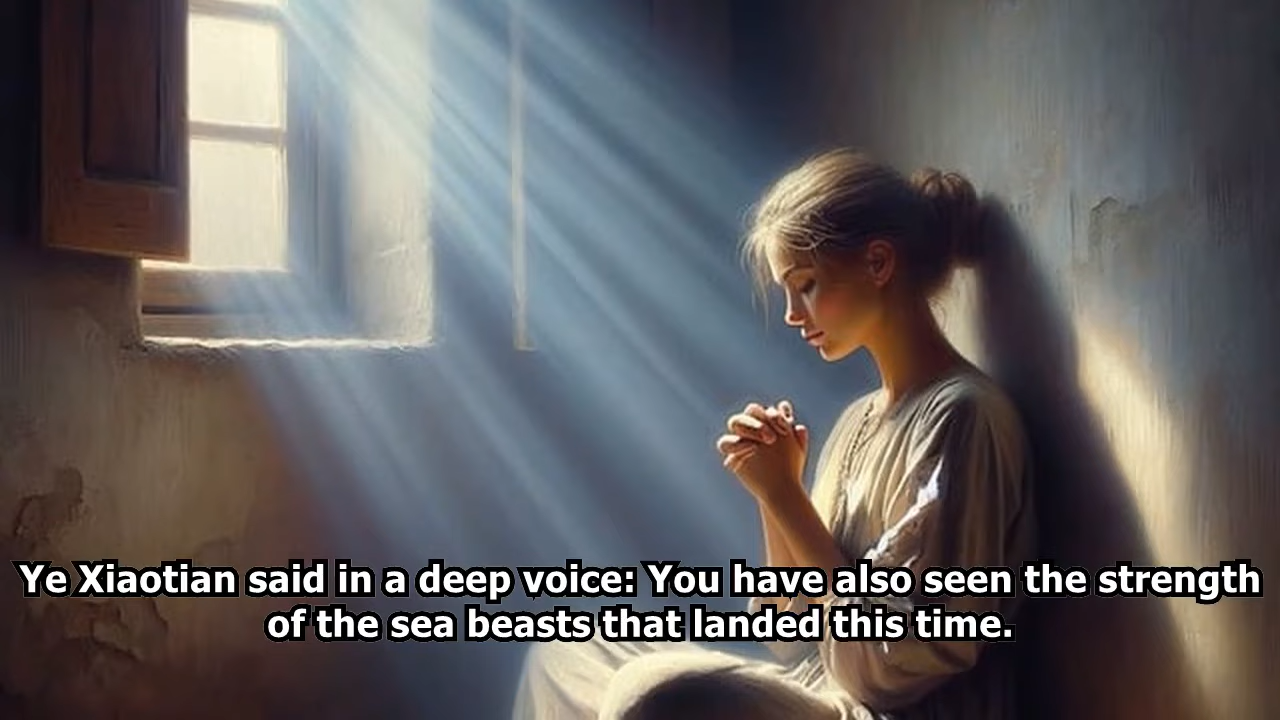 Ye Xiaotian said in a deep voice: You have also seen the strength
of the sea beasts that landed this time.